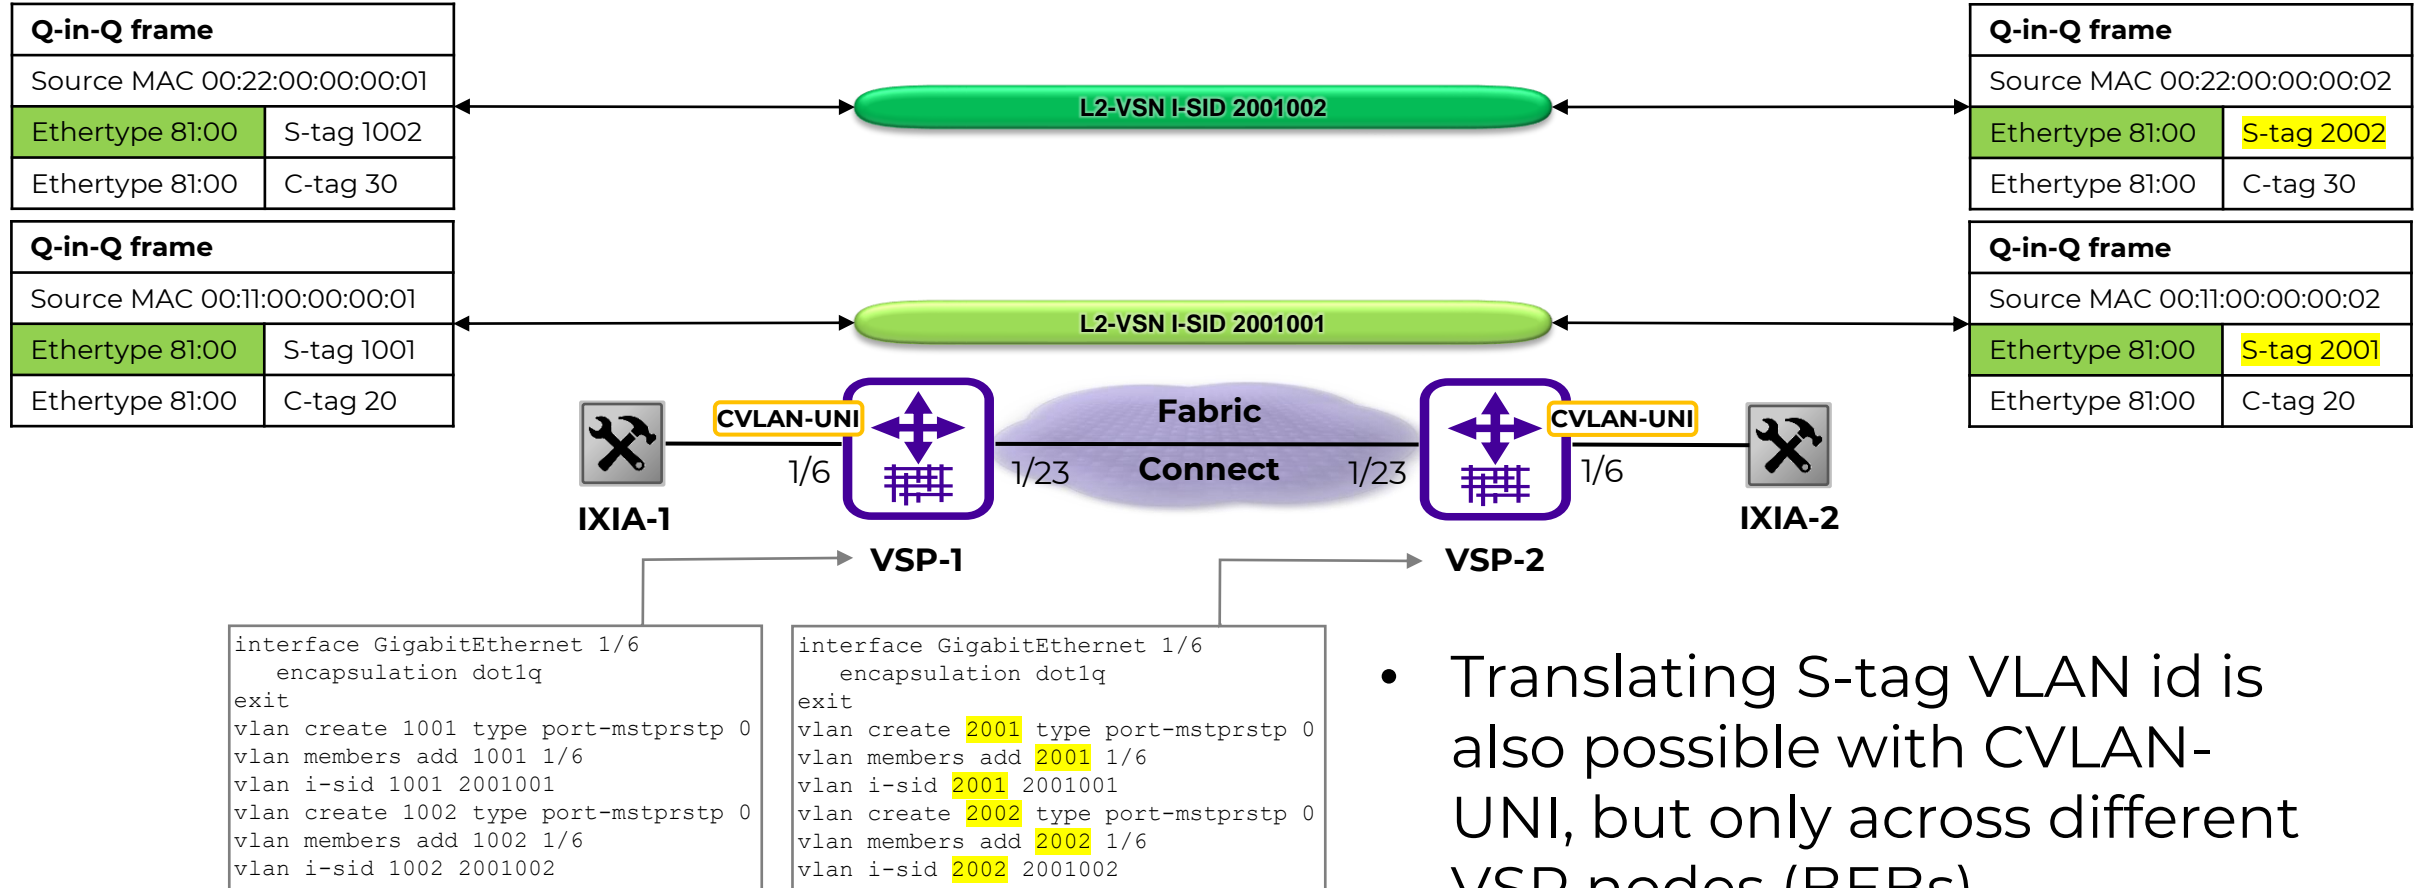 Q-in-Q frame
Source MAC 00:22:00:00:00:01
Ethertype 81:00 S-tag 1002
Ethertype 81:00 C-tag 30
L2-VSN I-SID 2001002
Q-in-Q frame
Source MAC 00:22:00:00:00:02
Ethertype 81:00 S-tag 2002
Ethertype 81:00 C-tag 30
Q-in-Q frame
Source MAC 00:11:00:00:00:01
Ethertype 81:00 S-tag 1001
Ethertype 81:00 C-tag 20
L2-VSN I-SID 2001001
Q-in-Q frame
Source MAC 00:11:00:00:00:02
Ethertype 81:00 S-tag 2001
Ethertype 81:00 C-tag 20
CVLAN-UNI
1/6
1/23
Fabric
Connect
1/23
CVLAN-UNI
1/6
IXIA-1
IXIA-2
VSP-1
VSP-2
interface GigabitEthernet 1/6
encapsulation dot1q
exit
vlan create 1001 type port-mstprstp 0
vlan members add 1001 1/6
vlan i-sid 1001 2001001
vlan create 1002 type port-mstprstp 0
vlan members add 1002 1/6
vlan i-sid 1002 2001002
interface GigabitEthernet 1/6
encapsulation dot1q
exit
vlan create 2001 type port-mstprstp 0
vlan members add 2001 1/6
vlan i-sid 2001 2001001
vlan create 2002 type port-mstprstp 0
vlan members add 2002 1/6
vlan i-sid 2002 2001002
• Translating S-tag VLAN id is
also possible with CVLAN-
UNI, but only across different
VSP nodes (BEBs)